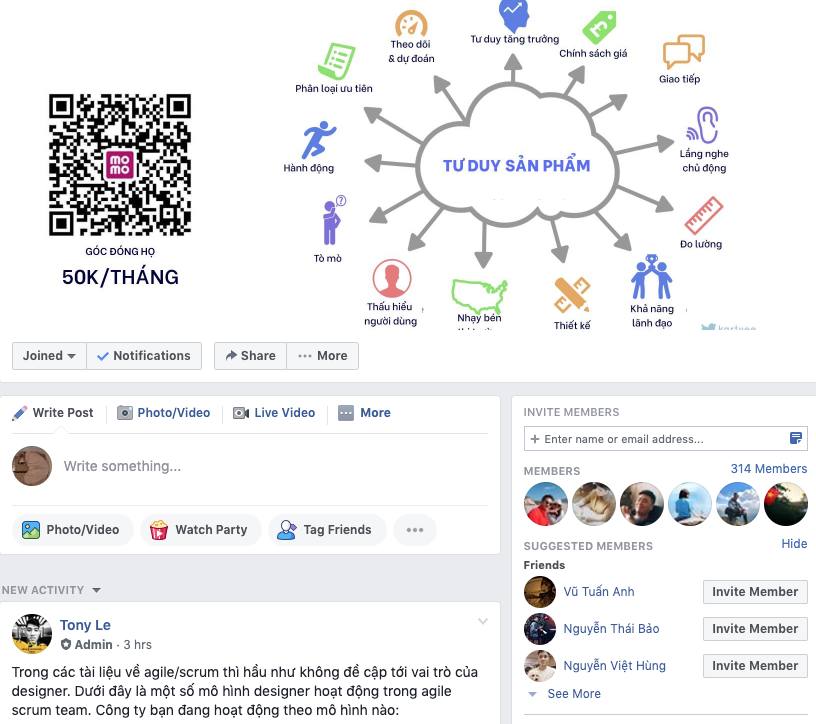 Theo dõi
& dự đoán
Tư duy tăng trưởng
Chính sách giá
Phân loại ưu tiên
Giao tiếp
Hành động
TƯ DUY SẢN PHẨM
Lắng nghe
chủ động
mo
mo
Tò mò
Đo lường
GÓC ĐÓNG HỌ
50K/THÁNG
Thấu hiểu
người dùng
Nhạy bén
Thiết kế
Khả năng
lãnh đạo
Joined
Notifications
Share
More
Write Post
Photo/Video
Live Video
More
Write something...
Photo/Video
Watch Party
Tag Friends
NEW ACTIVITY
Tony Le
Admin · 3 hrs
Trong các tài liệu về agile/scrum thì hầu như không đề cập tới vai trò của
designer. Dưới đây là một số mô hình designer hoạt động trong agile
scrum team. Công ty bạn đang hoạt động theo mô hình nào:
INVITE MEMBERS
+ Enter name or email address...
MEMBERS
314 Members
SUGGESTED MEMBERS
Hide
Friends
Vũ Tuấn Anh
Invite Member
Nguyễn Thái Bảo
Invite Member
Nguyễn Việt Hùng
Invite Member
See More